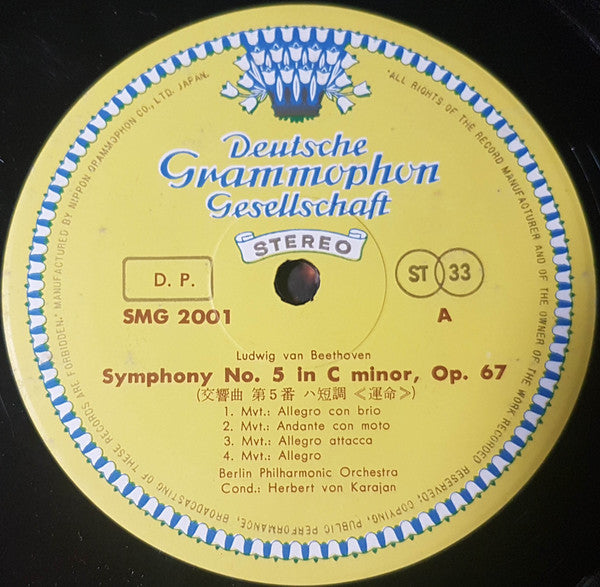 Deutsche
Grammophon
Gesellschaft
STEREO
D. P.
ST 33
SMG 2001
A
Ludwig van Beethoven
Symphony No. 5 in C minor, Op. 67
(交響曲 第5番 ハ短調 ≪運命≫)
1. Mvt.: Allegro con brio
2. Mvt.: Andante con moto
3. Mvt.: Allegro attacca
4. Mvt.: Allegro
Berlin Philharmonic Orchestra
Cond.: Herbert von Karajan
"ALL RIGHTS OF THE RECORD MANUFACTURER AND OF THE OWNER OF THE WORK RECORDED RESERVED; COPYING, PUBLIC PERFORMANCE, BROADCASTING OF THESE RECORDS ARE FORBIDDEN." MANUFACTURED BY NIPPON GRAMMOPHON CO., LTD. JAPAN.